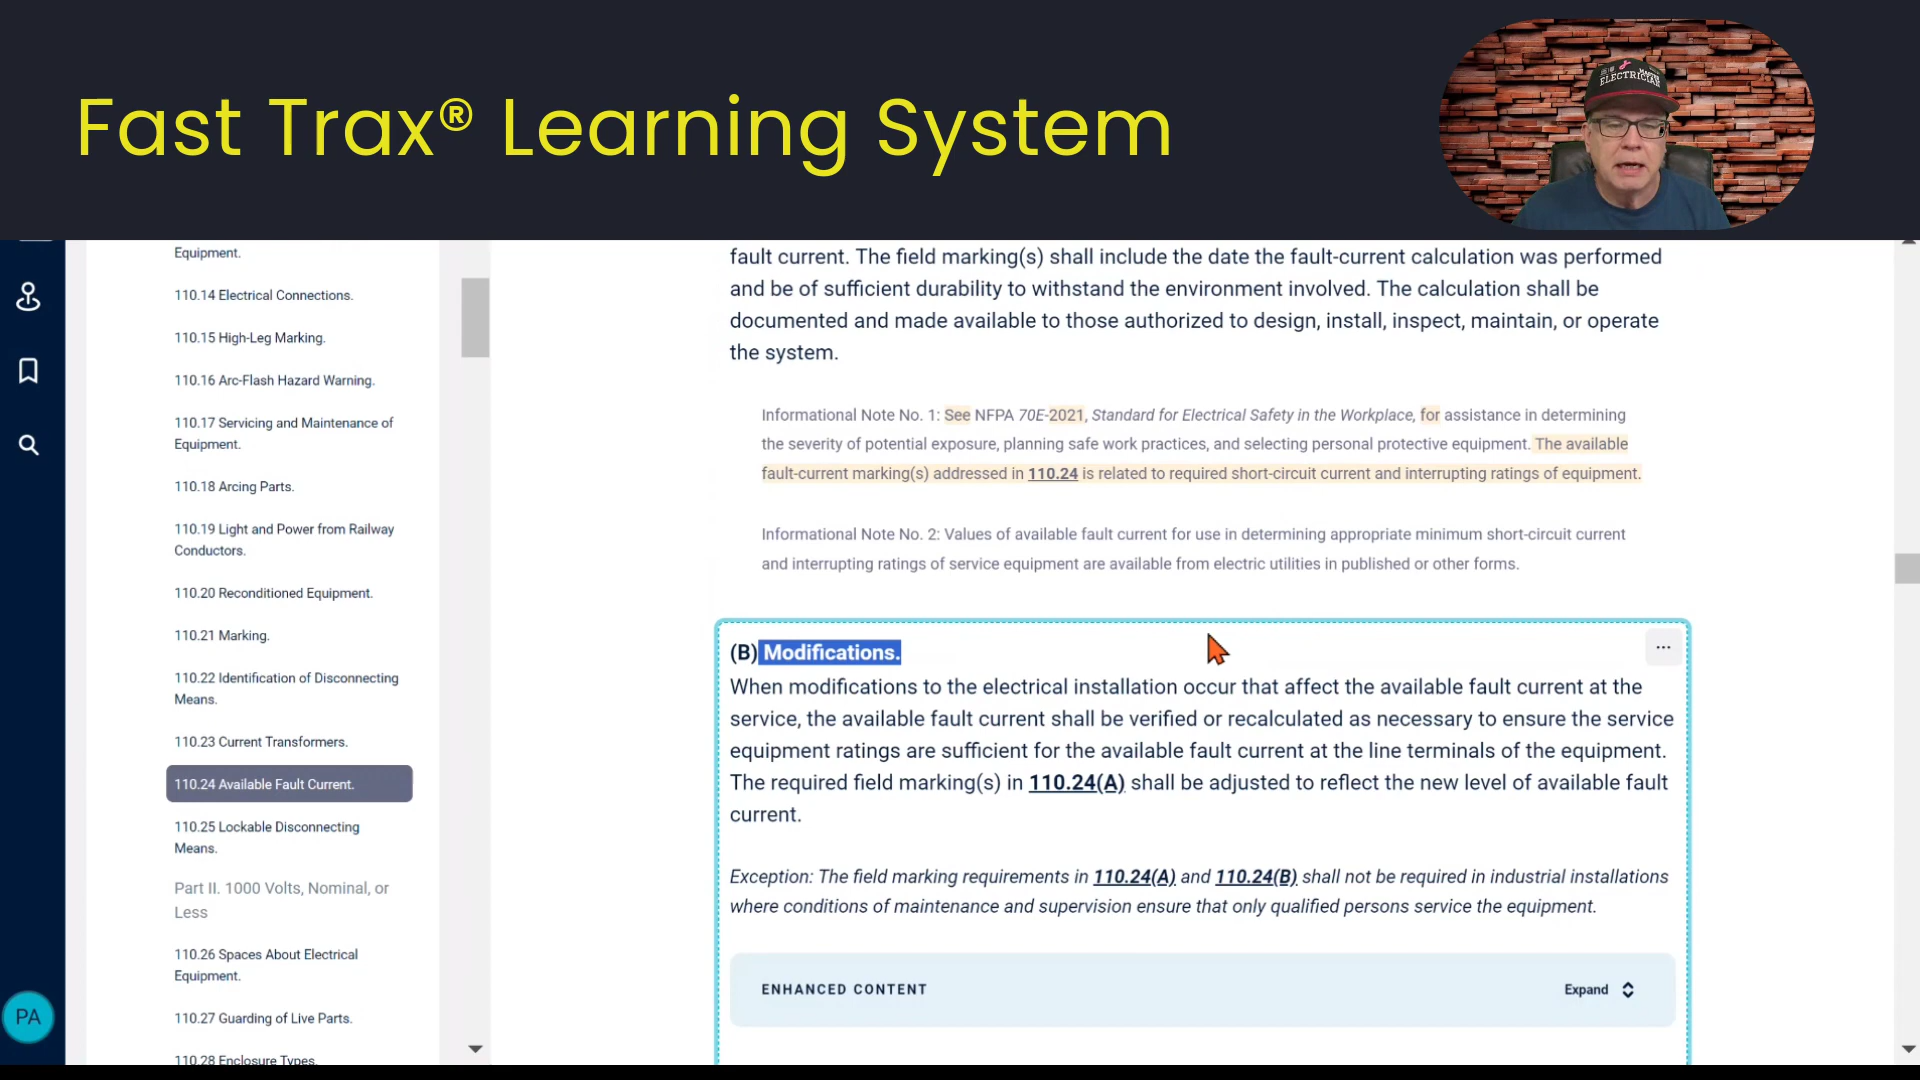 Fast Trax® Learning System
MASTER
ELECTRICIAN
Equipment.
110.14 Electrical Connections.
110.15 High-Leg Marking.
110.16 Arc-Flash Hazard Warning.
110.17 Servicing and Maintenance of
Equipment.
110.18 Arcing Parts.
110.19 Light and Power from Railway
Conductors.
110.20 Reconditioned Equipment.
110.21 Marking.
110.22 Identification of Disconnecting
Means.
110.23 Current Transformers.
110.24 Available Fault Current.
110.25 Lockable Disconnecting
Means.
Part II. 1000 Volts, Nominal, or
Less
110.26 Spaces About Electrical
Equipment.
110.27 Guarding of Live Parts.
110.28 Enclosure Types.
PA
fault current. The field marking(s) shall include the date the fault-current calculation was performed
and be of sufficient durability to withstand the environment involved. The calculation shall be
documented and made available to those authorized to design, install, inspect, maintain, or operate
the system.
Informational Note No. 1: See NFPA 70E-2021, Standard for Electrical Safety in the Workplace, for assistance in determining
the severity of potential exposure, planning safe work practices, and selecting personal protective equipment. The available
fault-current marking(s) addressed in 110.24 is related to required short-circuit current and interrupting ratings of equipment.
Informational Note No. 2: Values of available fault current for use in determining appropriate minimum short-circuit current
and interrupting ratings of service equipment are available from electric utilities in published or other forms.
(B) Modifications.
...
When modifications to the electrical installation occur that affect the available fault current at the
service, the available fault current shall be verified or recalculated as necessary to ensure the service
equipment ratings are sufficient for the available fault current at the line terminals of the equipment.
The required field marking(s) in 110.24(A) shall be adjusted to reflect the new level of available fault
current.
Exception: The field marking requirements in 110.24(A) and 110.24(B) shall not be required in industrial installations
where conditions of maintenance and supervision ensure that only qualified persons service the equipment.
ENHANCED CONTENT
Expand